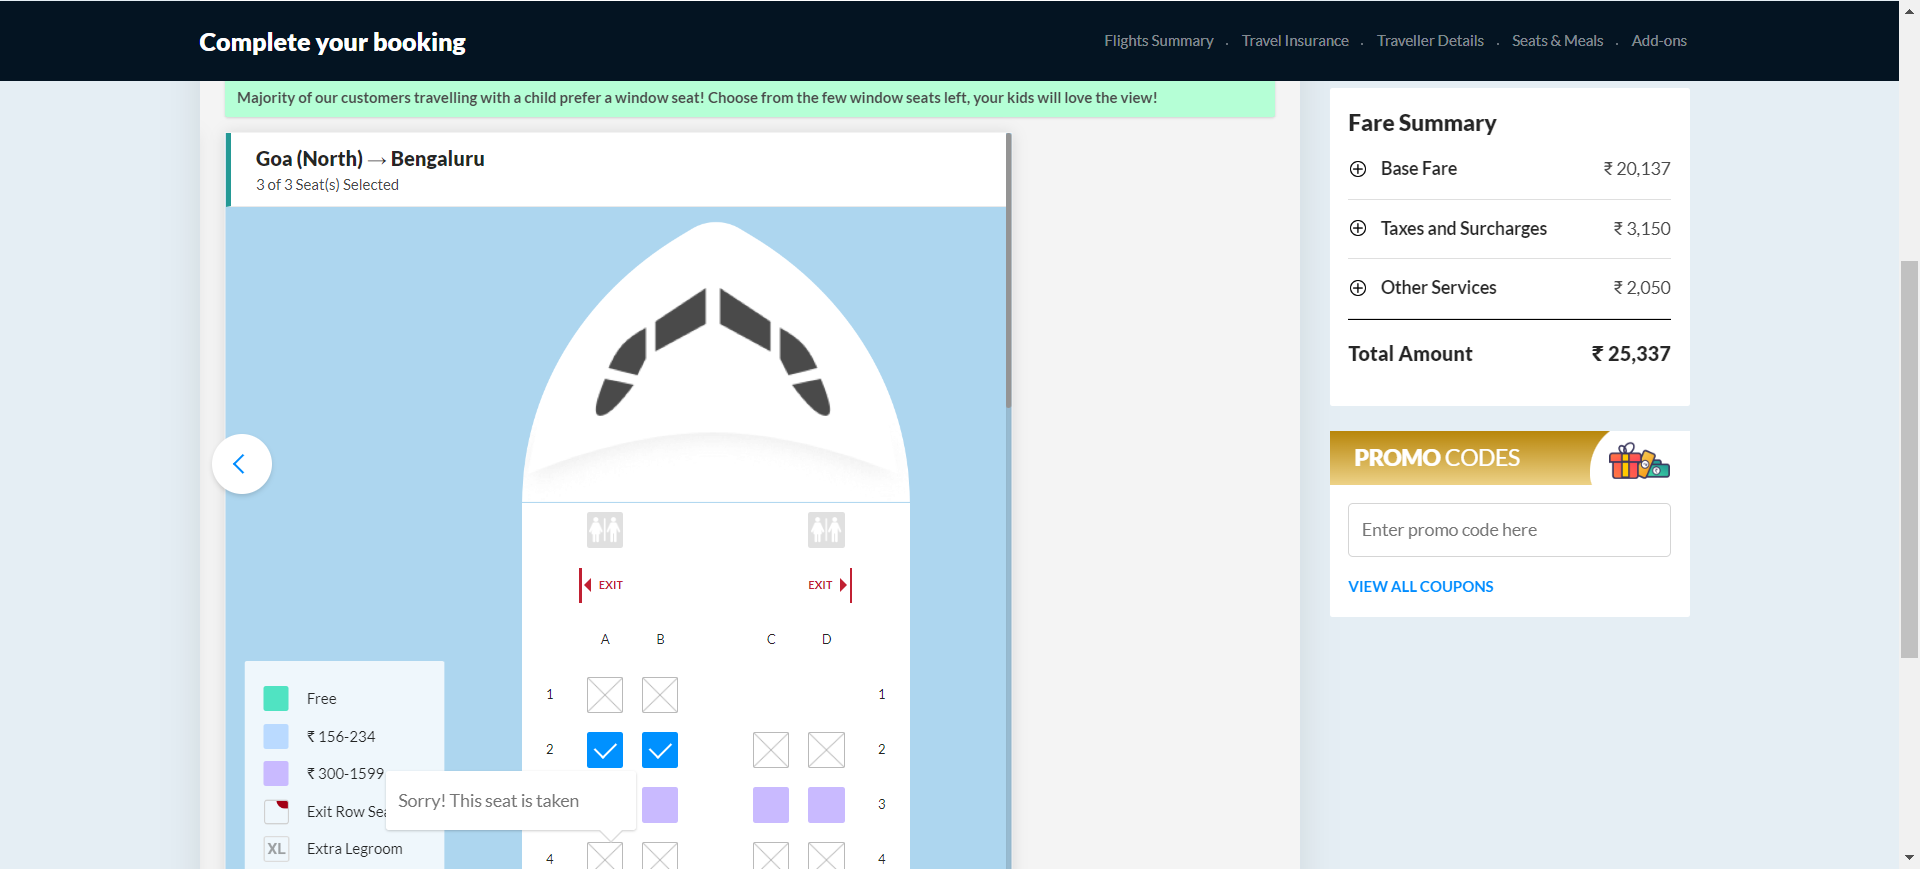 Complete your booking
Flights Summary . Travel Insurance . Traveller Details . Seats & Meals . Add-ons
Majority of our customers travelling with a child prefer a window seat! Choose from the few window seats left, your kids will love the view!
Goa (North) → Bengaluru
3 of 3 Seat(s) Selected
EXIT EXIT
A B C D
1 1
2 2
3
4 4
Free
₹ 156-234
₹ 300-1599
Exit Row Sea
XL Extra Legroom
Sorry! This seat is taken
Fare Summary
Base Fare ₹ 20,137
Taxes and Surcharges ₹ 3,150
Other Services ₹ 2,050
Total Amount ₹ 25,337
PROMO CODES
Enter promo code here
VIEW ALL COUPONS